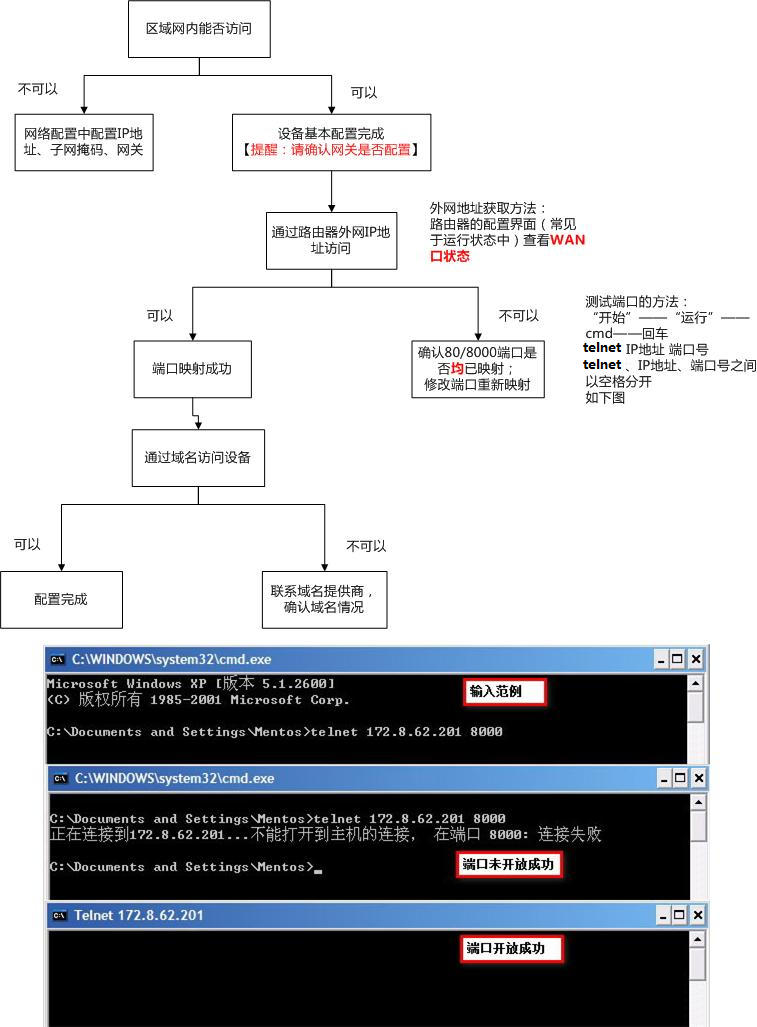 区域网内能否访问
不可以
可以
网络配置中配置IP地
址、子网掩码、网关
设备基本配置完成
【提醒：请确认网关是否配置】
通过路由器外网IP地
址访问
外网地址获取方法：
路由器的配置界面（常见
于运行状态中）查看WAN
口状态
可以
不可以
端口映射成功
确认80/8000端口是
否均已映射；
修改端口重新映射
测试端口的方法：
“开始”——“运行”——
cmd——回车
telnet IP地址 端口号
telnet 、IP地址、端口号之间
以空格分开
如下图
通过域名访问设备
可以
不可以
配置完成
联系域名提供商，
确认域名情况
C:\WINDOWS\system32\cmd.exe
Microsoft Windows XP [版本 5.1.2600]
(C) 版权所有 1985-2001 Microsoft Corp.
输入范例
C:\Documents and Settings\Mentos>telnet 172.8.62.201 8000
C:\WINDOWS\system32\cmd.exe
C:\Documents and Settings\Mentos>telnet 172.8.62.201 8000
正在连接到172.8.62.201...不能打开到主机的连接， 在端口 8000: 连接失败
C:\Documents and Settings\Mentos>_
端口未开放成功
Telnet 172.8.62.201
端口开放成功